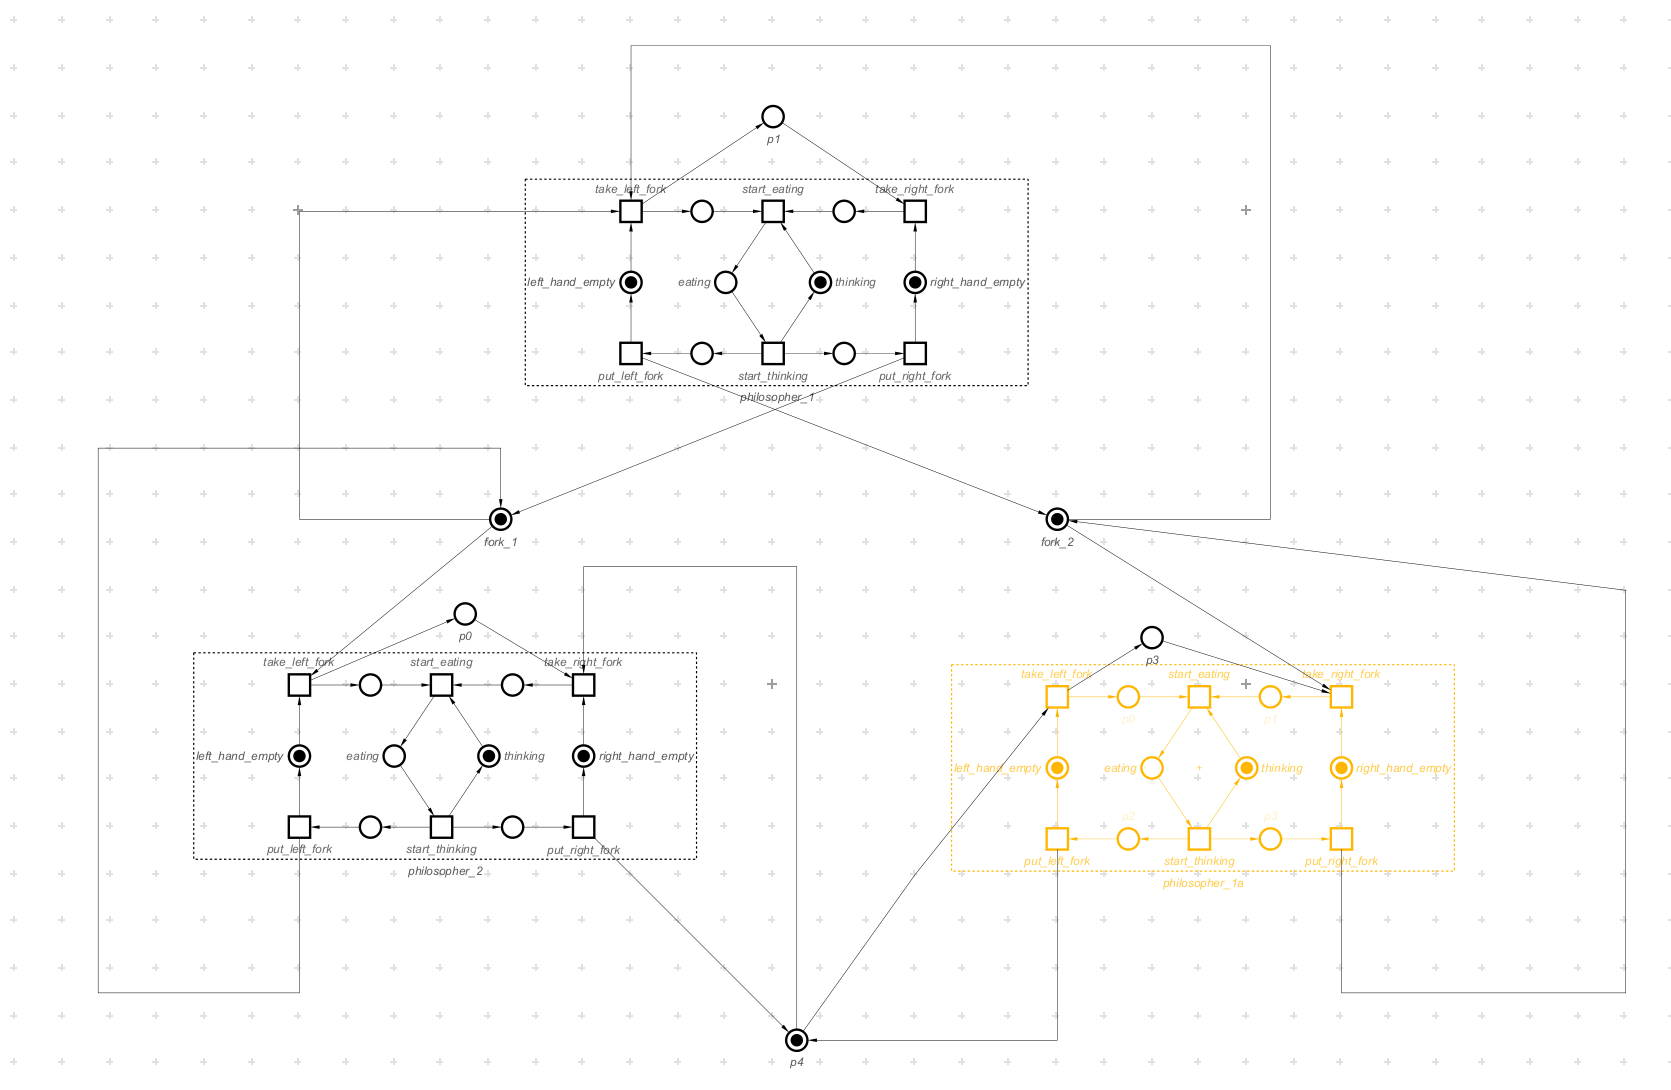 p1
take_left_fork start_eating take_right_fork
left_hand_empty eating thinking right_hand_empty
put_left_fork start_thinking put_right_fork
philosopher_1
fork_1 fork_2
p0
p3
take_left_fork start_eating take_right_fork
take_left_fork start_eating take_right_fork
p0 p1
left_hand_empty eating thinking right_hand_empty
left_hand_empty eating thinking right_hand_empty
p2 p3
put_left_fork start_thinking put_right_fork
put_left_fork start_thinking put_right_fork
philosopher_2
philosopher_1a
p4